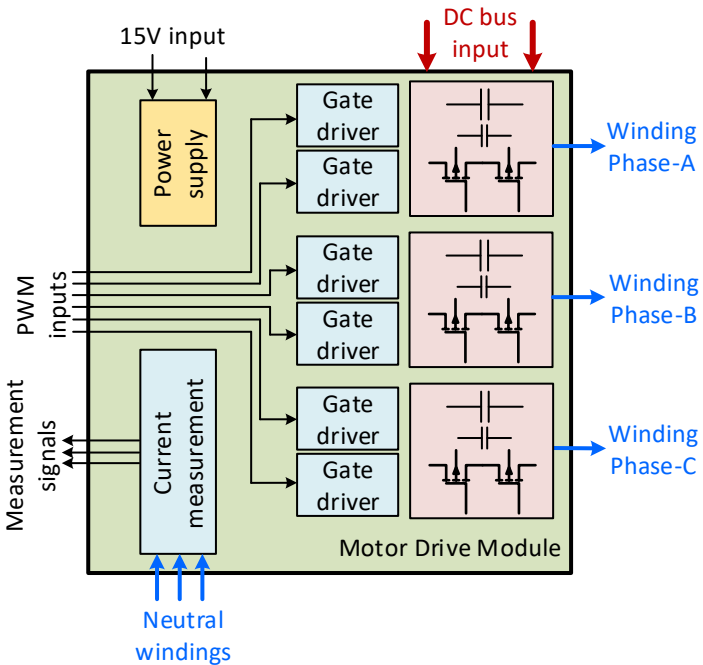 15V input
DC bus
input
Power
supply
Gate
driver
Gate
driver
Winding
Phase-A
PWM
inputs
Gate
driver
Gate
driver
Winding
Phase-B
Measurement
signals
Current
measurement
Gate
driver
Gate
driver
Winding
Phase-C
Motor Drive Module
Neutral
windings